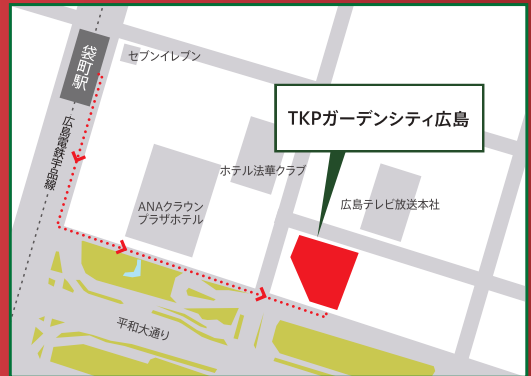 セブンイレブン
袋町駅
TKPガーデンシティ広島
広島電鉄宇品線
ホテル法華クラブ
ANAクラウン
プラザホテル
広島テレビ放送本社
平和大通り